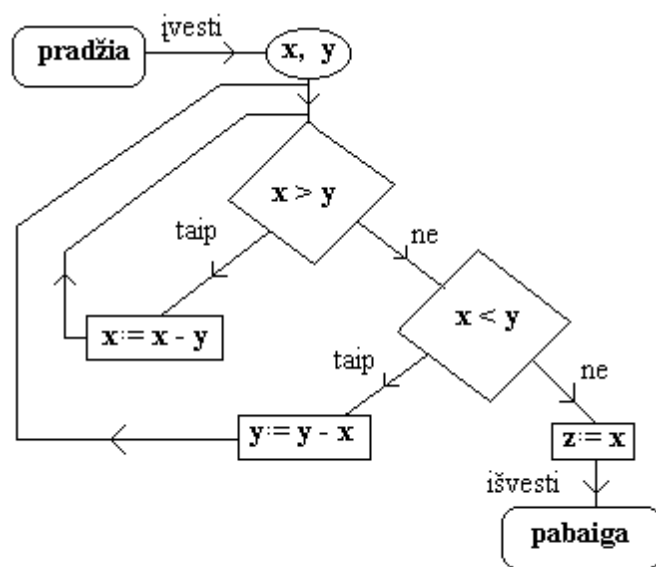 įvesti
pradžia
x, y
x > y
taip
ne
x := x - y
x < y
taip
ne
y := y - x
z := x
išvesti
pabaiga